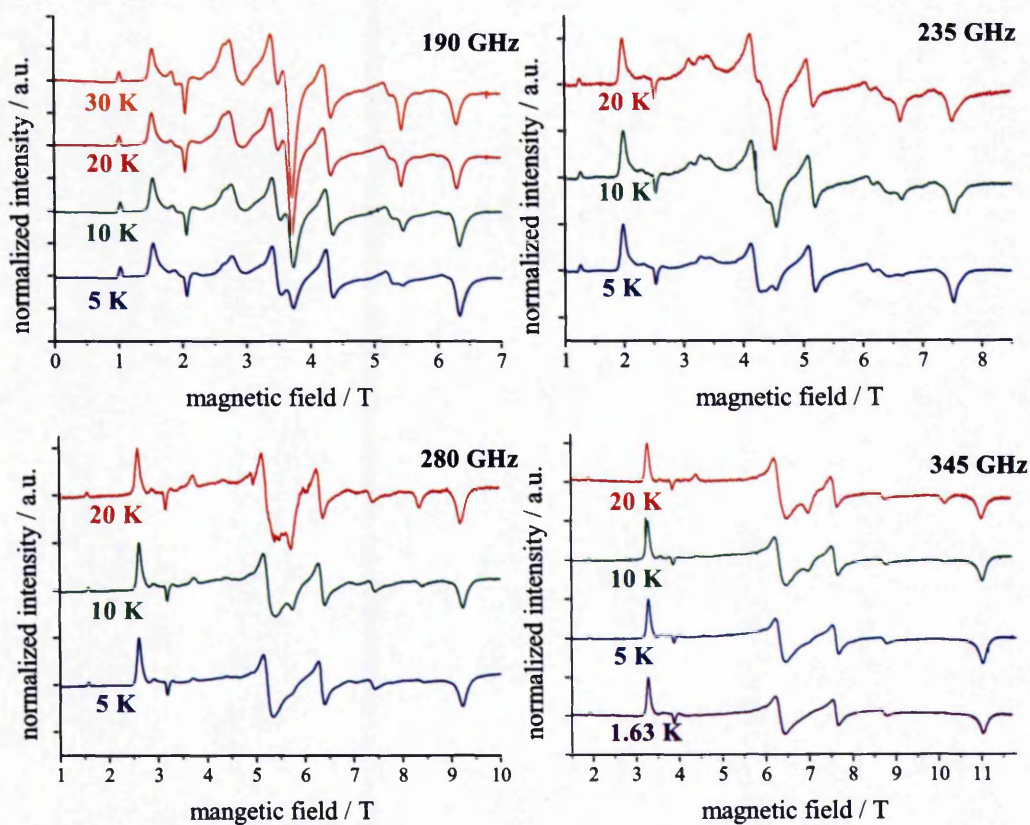 190 GHz
30 K
20 K
10 K
5 K
normalized intensity / a.u.
0 1 2 3 4 5 6 7
magnetic field / T
235 GHz
20 K
10 K
5 K
normalized intensity / a.u.
1 2 3 4 5 6 7 8
magnetic field / T
280 GHz
20 K
10 K
5 K
normalized intensity / a.u.
1 2 3 4 5 6 7 8 9 10
mangetic field / T
345 GHz
20 K
10 K
5 K
1.63 K
normalized intensity / a.u.
2 3 4 5 6 7 8 9 10 11
magnetic field / T